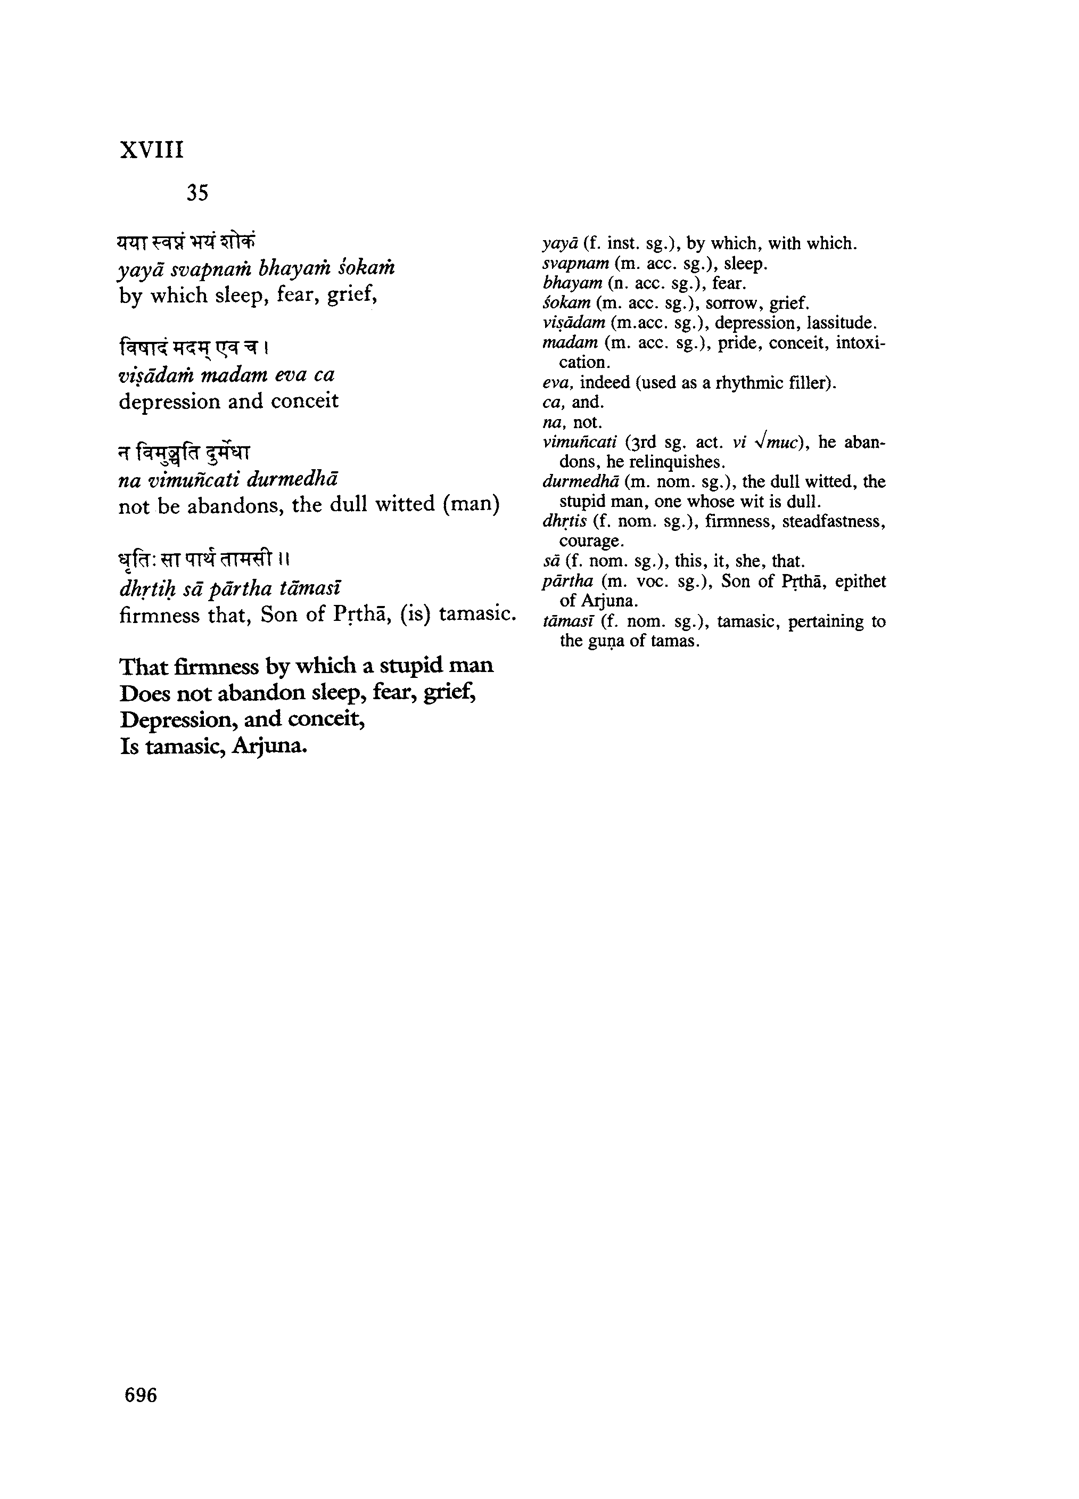 XVIII
35
यया स्वप्नं भयं शोकं
yayā svapnaṁ bhayaṁ śokaṁ
by which sleep, fear, grief,
विषादं मदम् एव च ।
viṣādaṁ madam eva ca
depression and conceit
न विमुञ्चति दुर्मेधा
na vimuñcati durmedhā
not be abandons, the dull witted (man)
धृतिः सा पार्थ तामसी ॥
dhṛtiḥ sā pārtha tāmasī
firmness that, Son of Pṛthā, (is) tamasic.
That firmness by which a stupid man
Does not abandon sleep, fear, grief,
Depression, and conceit,
Is tamasic, Arjuna.
yayā (f. inst. sg.), by which, with which.
svapnam (m. acc. sg.), sleep.
bhayam (n. acc. sg.), fear.
śokam (m. acc. sg.), sorrow, grief.
viṣādam (m.acc. sg.), depression, lassitude.
madam (m. acc. sg.), pride, conceit, intoxi-
cation.
eva, indeed (used as a rhythmic filler).
ca, and.
na, not.
vimuñcati (3rd sg. act. vi √muc), he aban-
dons, he relinquishes.
durmedhā (m. nom. sg.), the dull witted, the
stupid man, one whose wit is dull.
dhṛtis (f. nom. sg.), firmness, steadfastness,
courage.
sā (f. nom. sg.), this, it, she, that.
pārtha (m. voc. sg.), Son of Pṛthā, epithet
of Arjuna.
tāmasī (f. nom. sg.), tamasic, pertaining to
the guṇa of tamas.
696